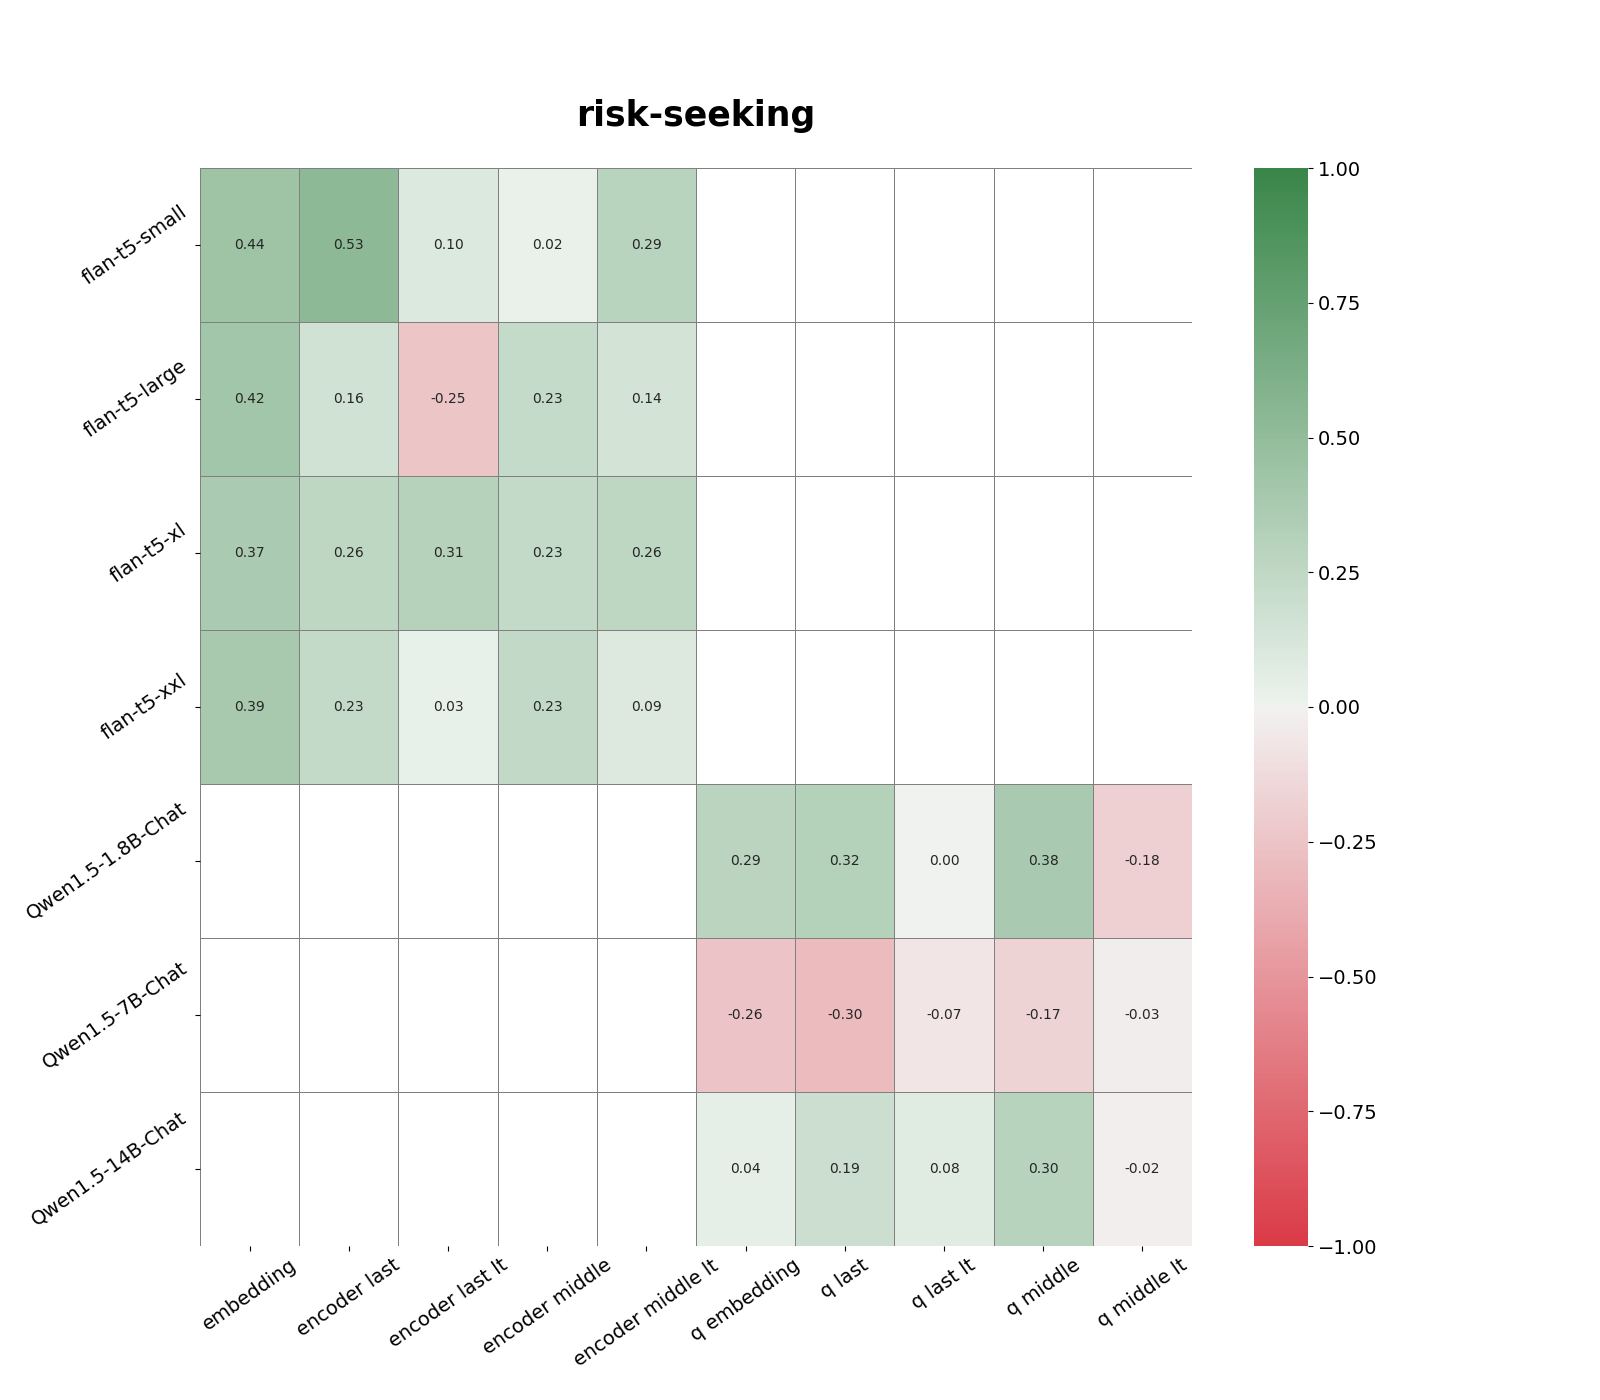 risk-seeking
flan-t5-small
0.44 0.53 0.10 0.02 0.29
flan-t5-large
0.42 0.16 -0.25 0.23 0.14
flan-t5-xl
0.37 0.26 0.31 0.23 0.26
flan-t5-xxl
0.39 0.23 0.03 0.23 0.09
Qwen1.5-1.8B-Chat
0.29 0.32 0.00 0.38 -0.18
Qwen1.5-7B-Chat
-0.26 -0.30 -0.07 -0.17 -0.03
Qwen1.5-14B-Chat
0.04 0.19 0.08 0.30 -0.02
embedding
encoder last
encoder last lt
encoder middle
encoder middle lt
q embedding
q last
q last lt
q middle
q middle lt
1.00
0.75
0.50
0.25
0.00
−0.25
−0.50
−0.75
−1.00